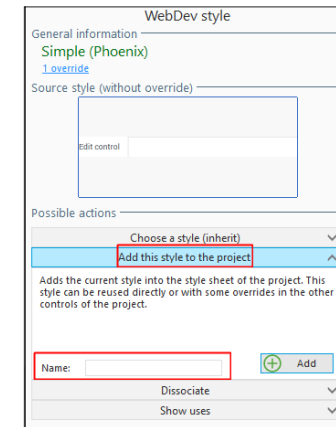 WebDev style
General information
Simple (Phoenix)
1 override
Source style (without override)
Edit control
Possible actions
Choose a style (inherit)
Add this style to the project
Adds the current style into the style sheet of the project. This
style can be reused directly or with some overrides in the other
controls of the project.
Name:
Add
Dissociate
Show uses